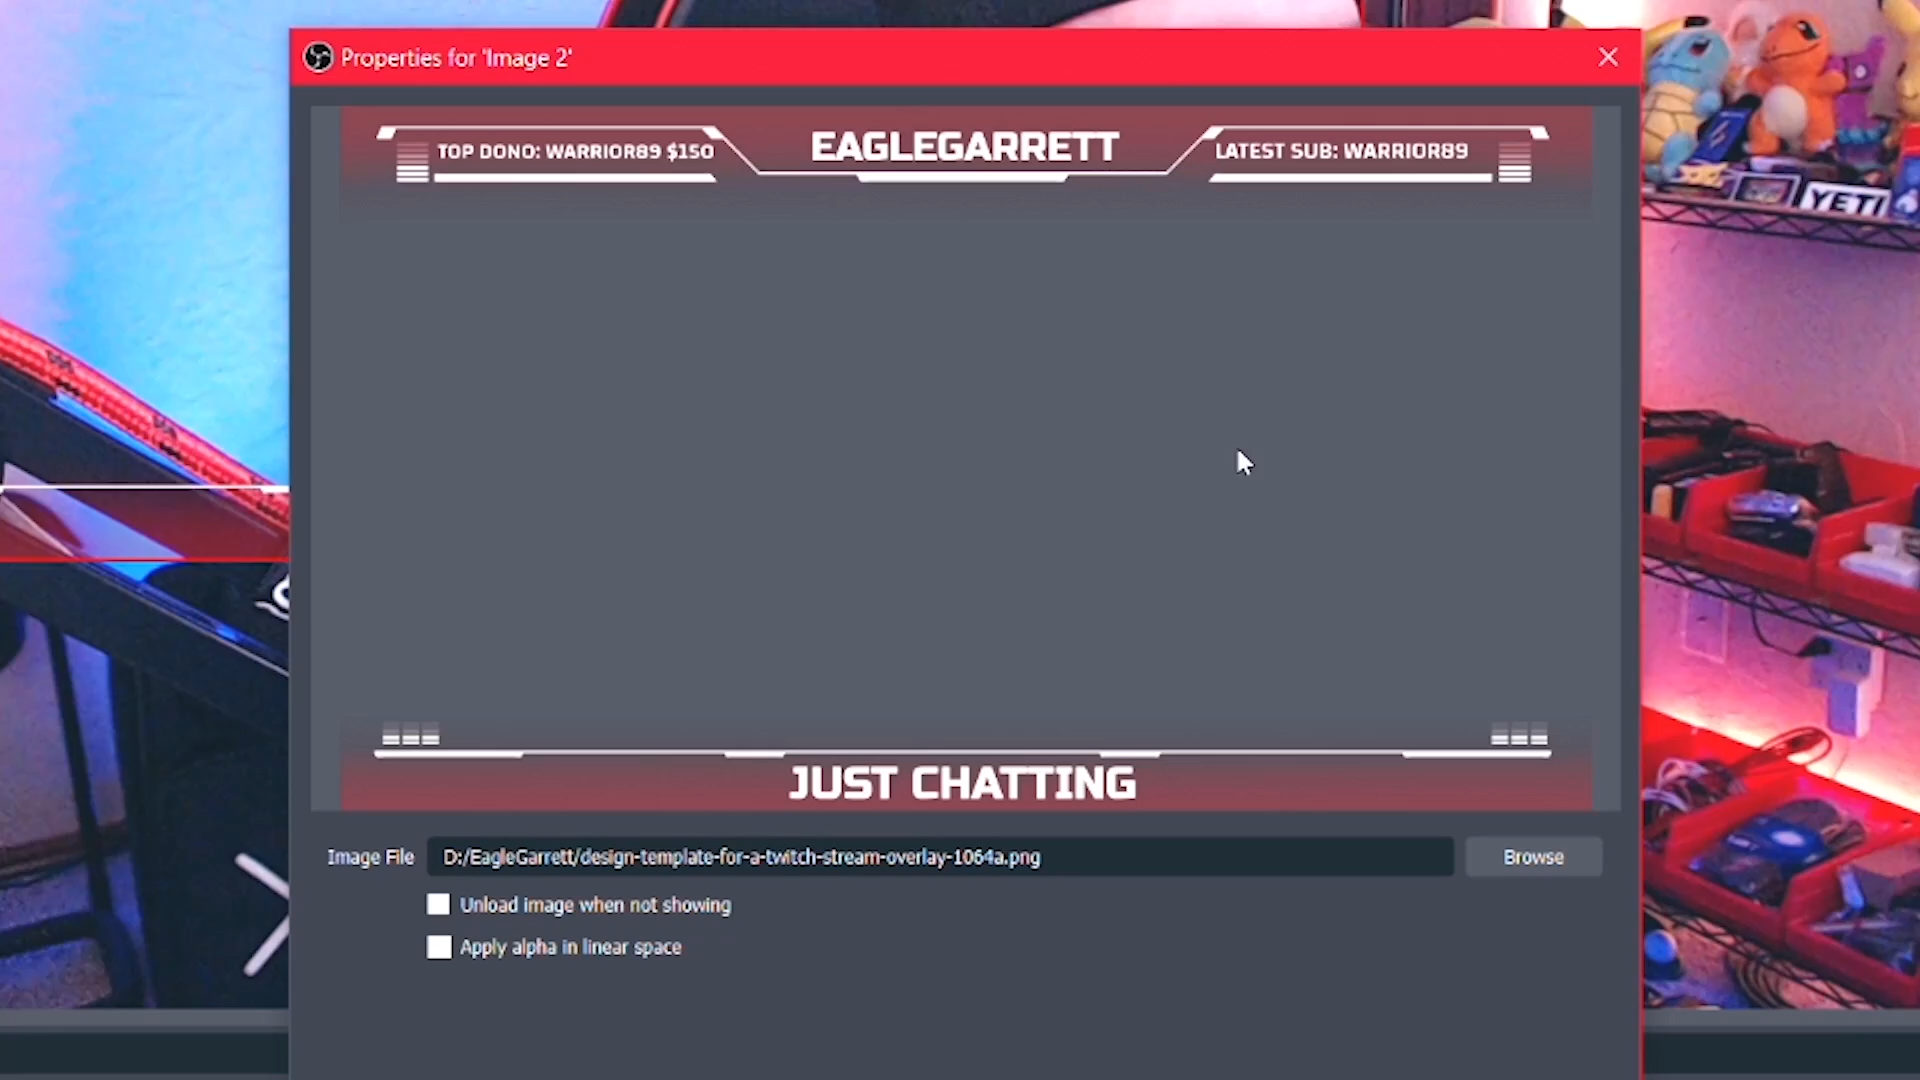 Properties for 'Image 2'
TOP DONO: WARRIOR89 $150
EAGLEGARRETT
LATEST SUB: WARRIOR89
YETI
JUST CHATTING
Image File
D:/EagleGarrett/design-template-for-a-twitch-stream-overlay-1064a.png
Browse
Unload image when not showing
Apply alpha in linear space